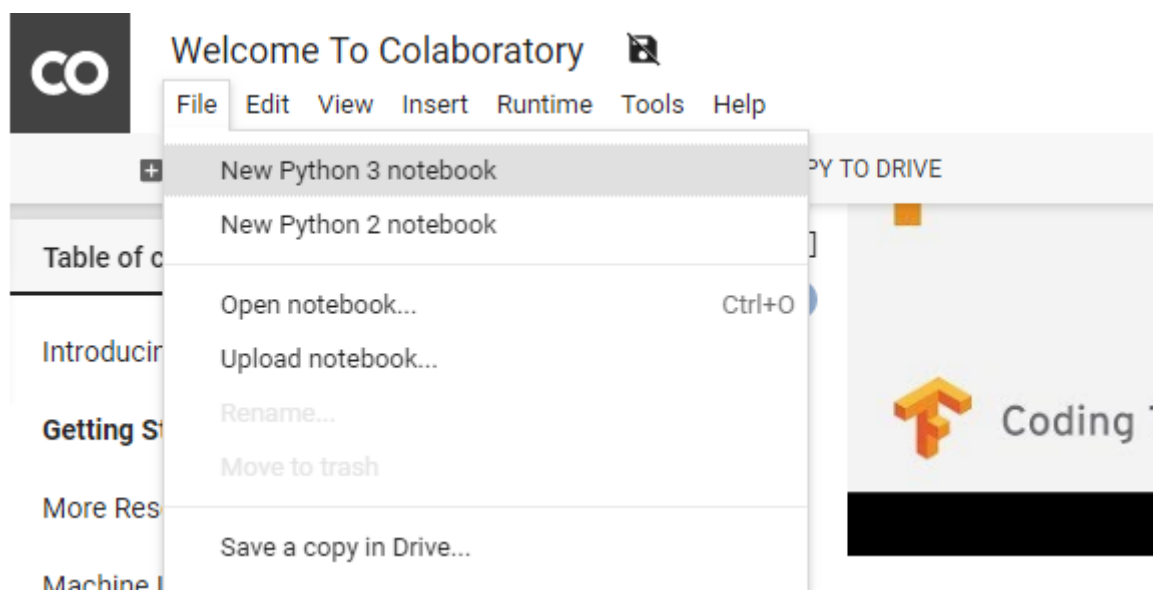 CO
Welcome To Colaboratory
File Edit View Insert Runtime Tools Help
New Python 3 notebook
PY TO DRIVE
New Python 2 notebook
Table of c
]
Open notebook... Ctrl+O
Introducin
Upload notebook...
Rename...
Coding
Getting St
Move to trash
More Res
Save a copy in Drive...
Machine